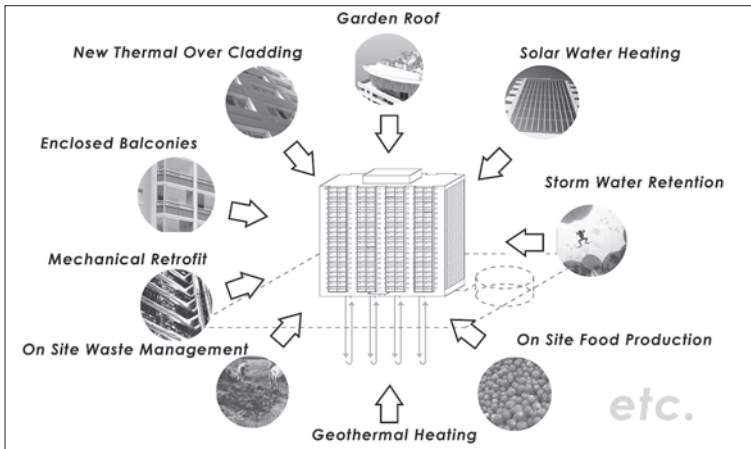 Garden Roof
New Thermal Over Cladding
Solar Water Heating
Enclosed Balconies
Storm Water Retention
Mechanical Retrofit
On Site Waste Management
On Site Food Production
etc.
Geothermal Heating